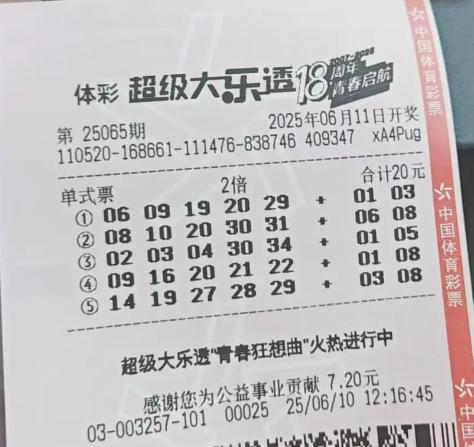 体彩 超级大乐透 18 2007-2025
周年
青春启航
第 25065期 2025年06月11日开奖
110520-168661-111476-838746 409347 xA4Pug
单式票 2倍 合计20元
① 06 09 19 20 29 + 01 03
② 08 10 20 30 31 + 06 08
③ 02 03 04 30 34 + 01 05
④ 09 16 20 21 22 + 01 08
⑤ 14 19 27 28 29 + 03 08
超级大乐透"青春狂想曲"火热进行中
感谢您为公益事业贡献 7.20元
03-003257-101 00025 25/06/10 12:16:45
中国体育彩票
中国体育彩票
中